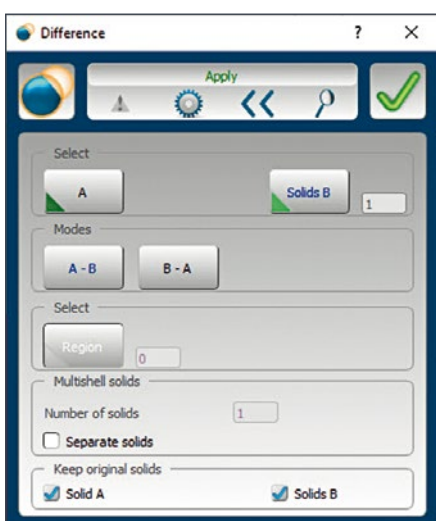 Difference ? ×
Apply
Select
A Solids B 1
Modes
A - B B - A
Select
Region 0
Multishell solids
Number of solids 1
Separate solids
Keep original solids
Solid A Solids B